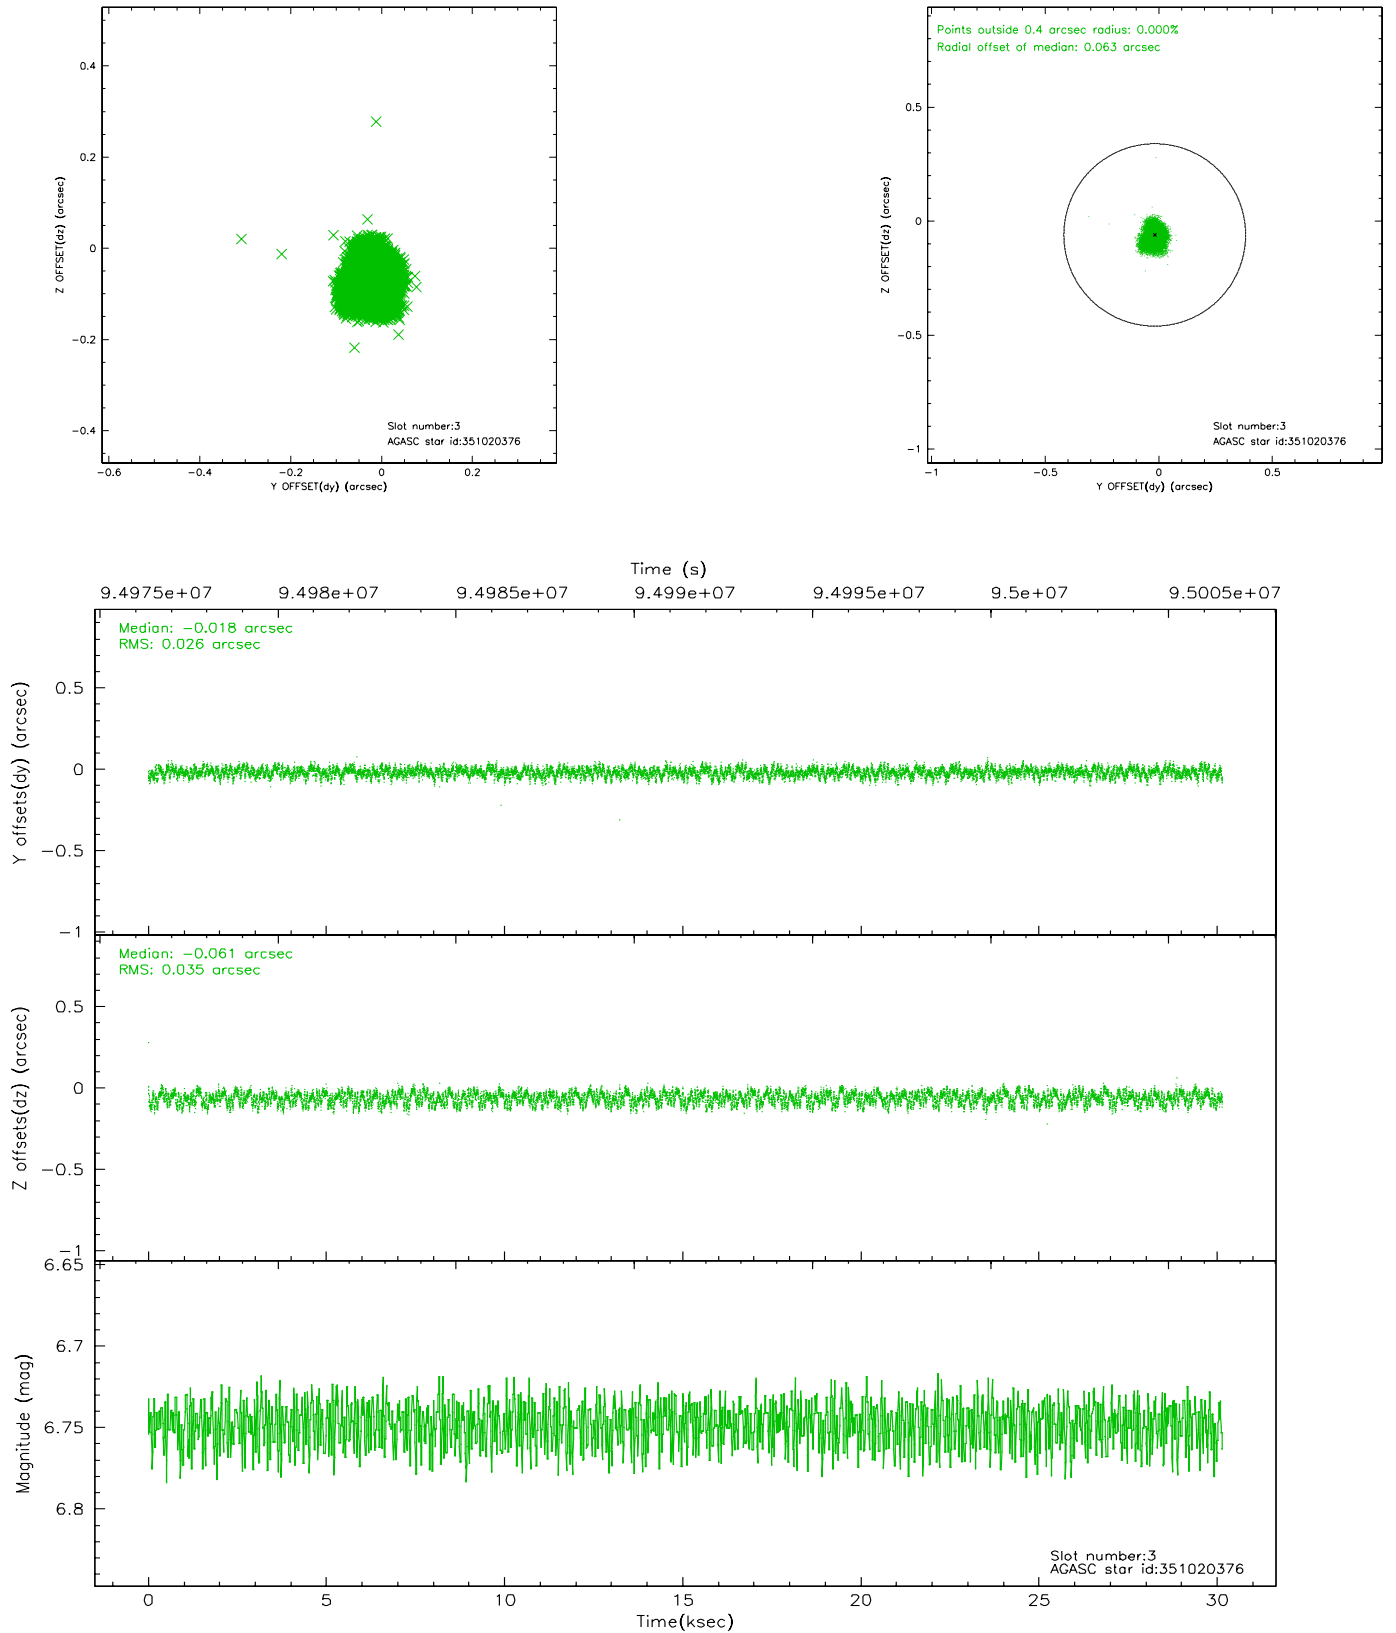 0.4
0.2
0
-0.2
-0.4
Z OFFSET(dz) (arcsec)
Slot number:3
AGASC star id:351020376
-0.6 -0.4 -0.2 0 0.2
Y OFFSET(dy) (arcsec)
Points outside 0.4 arcsec radius: 0.000%
Radial offset of median: 0.063 arcsec
0.5
0
-0.5
-1
Z OFFSET(dz) (arcsec)
Slot number:3
AGASC star id:351020376
-1 -0.5 0 0.5
Y OFFSET(dy) (arcsec)
Time (s)
9.4975e+07 9.498e+07 9.4985e+07 9.499e+07 9.4995e+07 9.5e+07 9.5005e+07
Median: -0.018 arcsec
RMS: 0.026 arcsec
0.5
0
-0.5
-1
Y offsets(dy) (arcsec)
Median: -0.061 arcsec
RMS: 0.035 arcsec
0.5
0
-0.5
-1
Z offsets(dz) (arcsec)
6.65
6.7
6.75
6.8
Magnitude (mag)
Slot number:3
AGASC star id:351020376
0 5 10 15 20 25 30
Time(ksec)